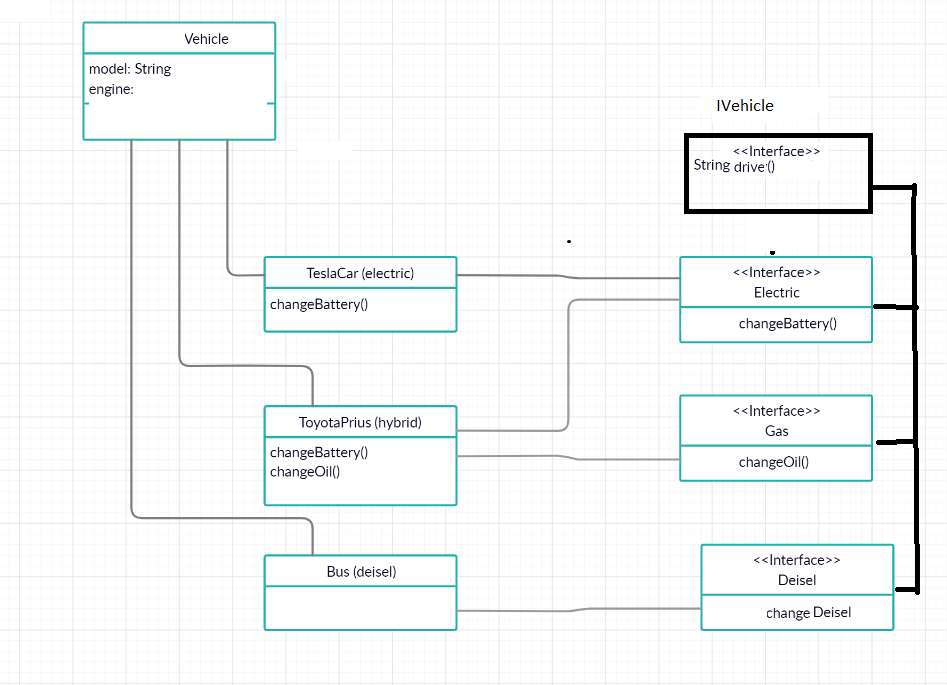 Vehicle
model: String
engine:
IVehicle
<<Interface>>
String drive'()
TeslaCar (electric)
changeBattery()
<<Interface>>
Electric
changeBattery()
ToyotaPrius (hybrid)
changeBattery()
changeOil()
<<Interface>>
Gas
changeOil()
Bus (deisel)
<<Interface>>
Deisel
change Deisel